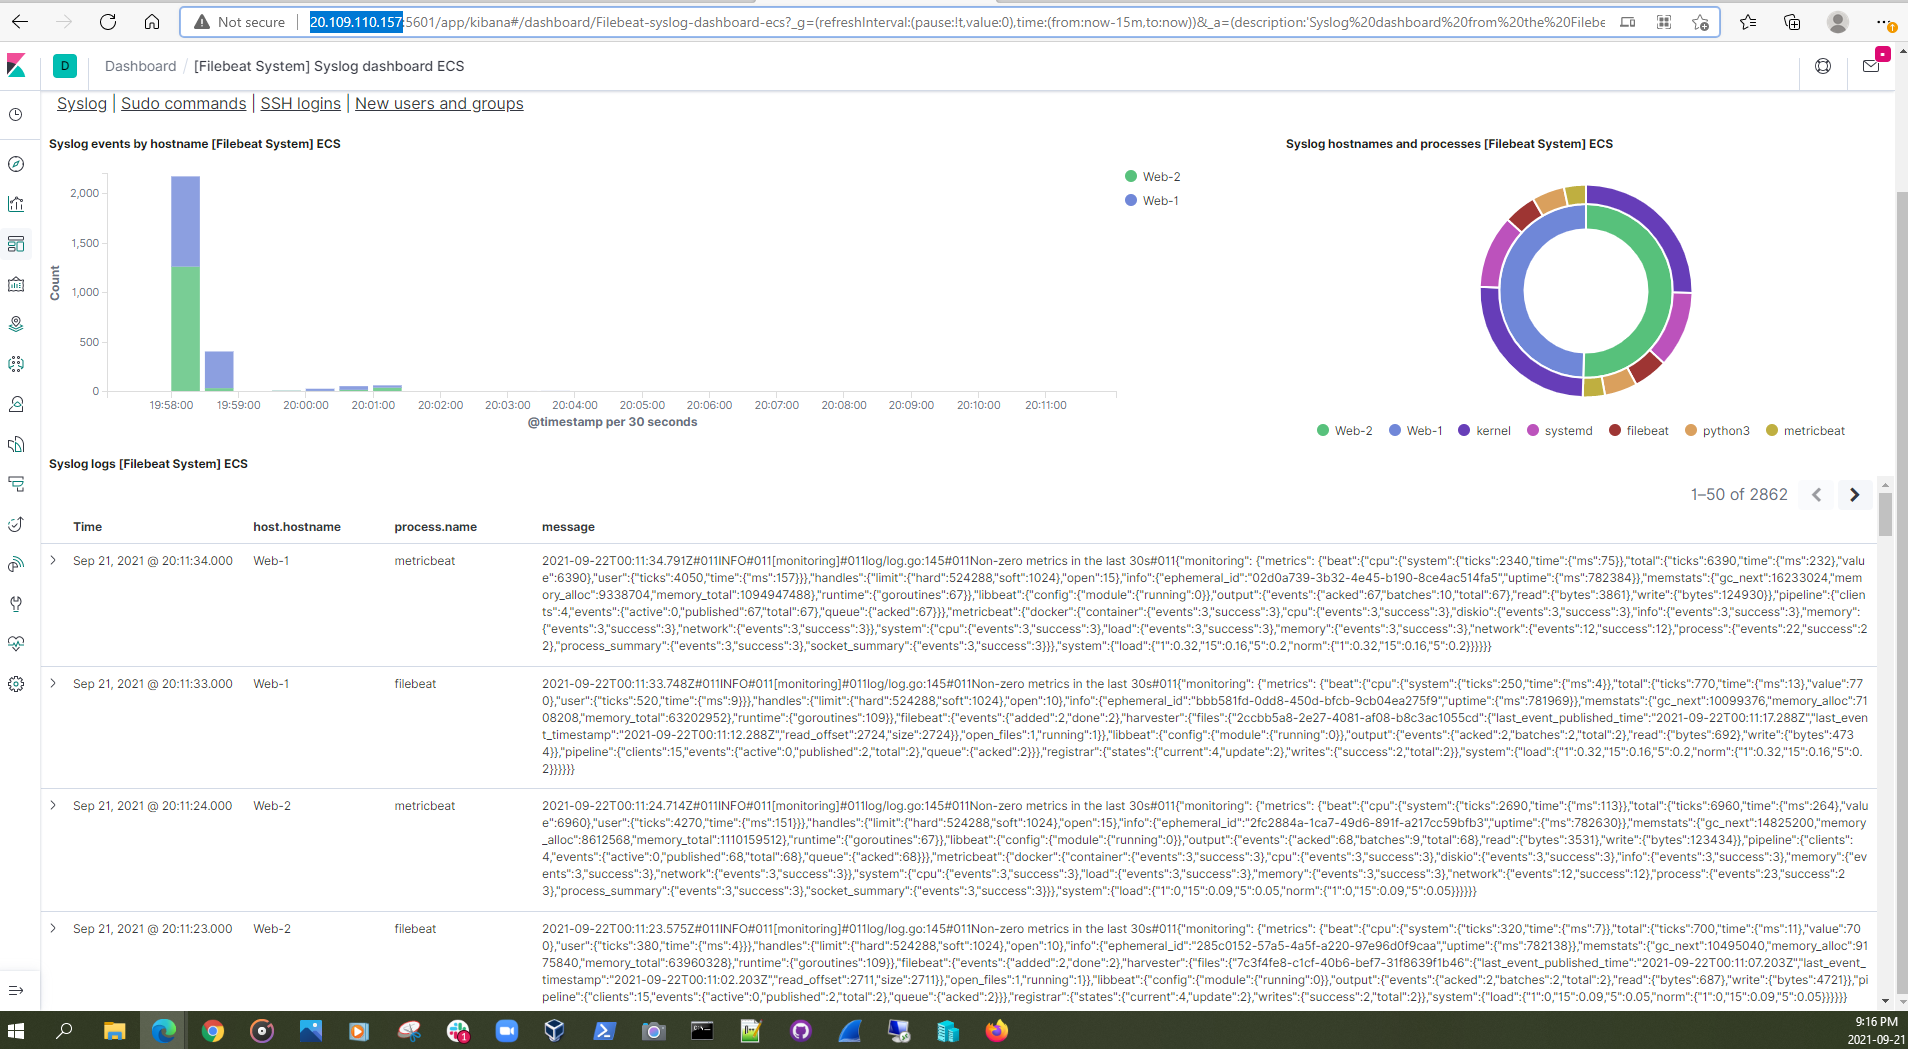 Not secure | 20.109.110.157:5601/app/kibana#/dashboard/Filebeat-syslog-dashboard-ecs?_g=(refreshInterval:(pause:!t,value:0),time:(from:now-15m,to:now))&_a=(description:'Syslog%20dashboard%20from%20the%20Filebe
D Dashboard / [Filebeat System] Syslog dashboard ECS
Syslog | Sudo commands | SSH logins | New users and groups
Syslog events by hostname [Filebeat System] ECS
Count
2,000
1,500
1,000
500
0
19:58:00 19:59:00 20:00:00 20:01:00 20:02:00 20:03:00 20:04:00 20:05:00 20:06:00 20:07:00 20:08:00 20:09:00 20:10:00 20:11:00
@timestamp per 30 seconds
Web-2
Web-1
Syslog hostnames and processes [Filebeat System] ECS
Web-2 Web-1 kernel systemd filebeat python3 metricbeat
Syslog logs [Filebeat System] ECS
1–50 of 2862
Time host.hostname process.name message
Sep 21, 2021 @ 20:11:34.000 Web-1 metricbeat 2021-09-22T00:11:34.791Z#011INFO#011[monitoring]#011log/log.go:145#011Non-zero metrics in the last 30s#011{"monitoring": {"metrics": {"beat":{"cpu":{"system":{"ticks":2340,"time":{"ms":75}},"total":{"ticks":6390,"time":{"ms":232},"valu
e":6390},"user":{"ticks":4050,"time":{"ms":157}}},"handles":{"limit":{"hard":524288,"soft":1024},"open":15},"info":{"ephemeral_id":"02d0a739-3b32-4e45-b190-8ce4ac514fa5","uptime":{"ms":782384}},"memstats":{"gc_next":16233024,"mem
ory_alloc":9338704,"memory_total":1094947488},"runtime":{"goroutines":67}},"libbeat":{"config":{"module":{"running":0}},"output":{"events":{"acked":67,"batches":10,"total":67},"read":{"bytes":3861},"write":{"bytes":124930}},"pipeline":{"clien
ts":4,"events":{"active":0,"published":67,"total":67},"queue":{"acked":67}}},"metricbeat":{"docker":{"container":{"events":3,"success":3},"cpu":{"events":3,"success":3},"diskio":{"events":3,"success":3},"info":{"events":3,"success":3},"memory":
{"events":3,"success":3},"network":{"events":3,"success":3}},"system":{"cpu":{"events":3,"success":3},"load":{"events":3,"success":3},"memory":{"events":3,"success":3},"network":{"events":12,"success":12},"process":{"events":22,"success":2
2},"process_summary":{"events":3,"success":3},"socket_summary":{"events":3,"success":3}}},"system":{"load":{"1":0.32,"15":0.16,"5":0.2,"norm":{"1":0.32,"15":0.16,"5":0.2}}}}}}
Sep 21, 2021 @ 20:11:33.000 Web-1 filebeat 2021-09-22T00:11:33.748Z#011INFO#011[monitoring]#011log/log.go:145#011Non-zero metrics in the last 30s#011{"monitoring": {"metrics": {"beat":{"cpu":{"system":{"ticks":250,"time":{"ms":4}},"total":{"ticks":770,"time":{"ms":13},"value":77
0},"user":{"ticks":520,"time":{"ms":9}}},"handles":{"limit":{"hard":524288,"soft":1024},"open":10},"info":{"ephemeral_id":"bbb581fd-0dd8-450d-bfcb-9cb04ea275f9","uptime":{"ms":781969}},"memstats":{"gc_next":10099376,"memory_alloc":71
08208,"memory_total":63202952},"runtime":{"goroutines":109}},"filebeat":{"events":{"added":2,"done":2},"harvester":{"files":{"2ccbb5a8-2e27-4081-af08-b8c3ac1055cd":{"last_event_published_time":"2021-09-22T00:11:17.288Z","last_eve
nt_timestamp":"2021-09-22T00:11:12.288Z","read_offset":2724,"size":2724}},"open_files":1,"running":1}},"libbeat":{"config":{"module":{"running":0}},"output":{"events":{"acked":2,"batches":2,"total":2},"read":{"bytes":692},"write":{"bytes":473
4}},"pipeline":{"clients":15,"events":{"active":0,"published":2,"total":2},"queue":{"acked":2}}},"registrar":{"states":{"current":4,"update":2},"writes":{"success":2,"total":2}},"system":{"load":{"1":0.32,"15":0.16,"5":0.2,"norm":{"1":0.32,"15":0.16,"5":0.
2}}}}}}
Sep 21, 2021 @ 20:11:24.000 Web-2 metricbeat 2021-09-22T00:11:24.714Z#011INFO#011[monitoring]#011log/log.go:145#011Non-zero metrics in the last 30s#011{"monitoring": {"metrics": {"beat":{"cpu":{"system":{"ticks":2690,"time":{"ms":113}},"total":{"ticks":6960,"time":{"ms":264},"valu
e":6960},"user":{"ticks":4270,"time":{"ms":151}}},"handles":{"limit":{"hard":524288,"soft":1024},"open":15},"info":{"ephemeral_id":"2fc2884a-1ca7-49d6-891f-a217cc59bfb3","uptime":{"ms":782630}},"memstats":{"gc_next":14825200,"memory
_alloc":8612568,"memory_total":1110159512},"runtime":{"goroutines":67}},"libbeat":{"config":{"module":{"running":0}},"output":{"events":{"acked":68,"batches":9,"total":68},"read":{"bytes":3531},"write":{"bytes":123434}},"pipeline":{"clients":
4,"events":{"active":0,"published":68,"total":68},"queue":{"acked":68}}},"metricbeat":{"docker":{"container":{"events":3,"success":3},"cpu":{"events":3,"success":3},"diskio":{"events":3,"success":3},"info":{"events":3,"success":3},"memory":{"ev
ents":3,"success":3},"network":{"events":3,"success":3}},"system":{"cpu":{"events":3,"success":3},"load":{"events":3,"success":3},"memory":{"events":3,"success":3},"network":{"events":12,"success":12},"process":{"events":23,"success":2
3},"process_summary":{"events":3,"success":3},"socket_summary":{"events":3,"success":3}}},"system":{"load":{"1":0,"15":0.09,"5":0.05,"norm":{"1":0,"15":0.09,"5":0.05}}}}}}
Sep 21, 2021 @ 20:11:23.000 Web-2 filebeat 2021-09-22T00:11:23.575Z#011INFO#011[monitoring]#011log/log.go:145#011Non-zero metrics in the last 30s#011{"monitoring": {"metrics": {"beat":{"cpu":{"system":{"ticks":320,"time":{"ms":7}},"total":{"ticks":700,"time":{"ms":11},"value":70
0},"user":{"ticks":380,"time":{"ms":4}}},"handles":{"limit":{"hard":524288,"soft":1024},"open":10},"info":{"ephemeral_id":"285c0152-57a5-4a5f-a220-97e96d0f9caa","uptime":{"ms":782138}},"memstats":{"gc_next":10495040,"memory_alloc":9
175840,"memory_total":63960328},"runtime":{"goroutines":109}},"filebeat":{"events":{"added":2,"done":2},"harvester":{"files":{"7c3f4fe8-c1cf-40b6-bef7-31f8639f1b46":{"last_event_published_time":"2021-09-22T00:11:07.203Z","last_event_
timestamp":"2021-09-22T00:11:02.203Z","read_offset":2711,"size":2711}},"open_files":1,"running":1}},"libbeat":{"config":{"module":{"running":0}},"output":{"events":{"acked":2,"batches":2,"total":2},"read":{"bytes":687},"write":{"bytes":4721}},"pi
peline":{"clients":15,"events":{"active":0,"published":2,"total":2},"queue":{"acked":2}}},"registrar":{"states":{"current":4,"update":2},"writes":{"success":2,"total":2}},"system":{"load":{"1":0,"15":0.09,"5":0.05,"norm":{"1":0,"15":0.09,"5":0.05}}}}}}
9:16 PM
2021-09-21